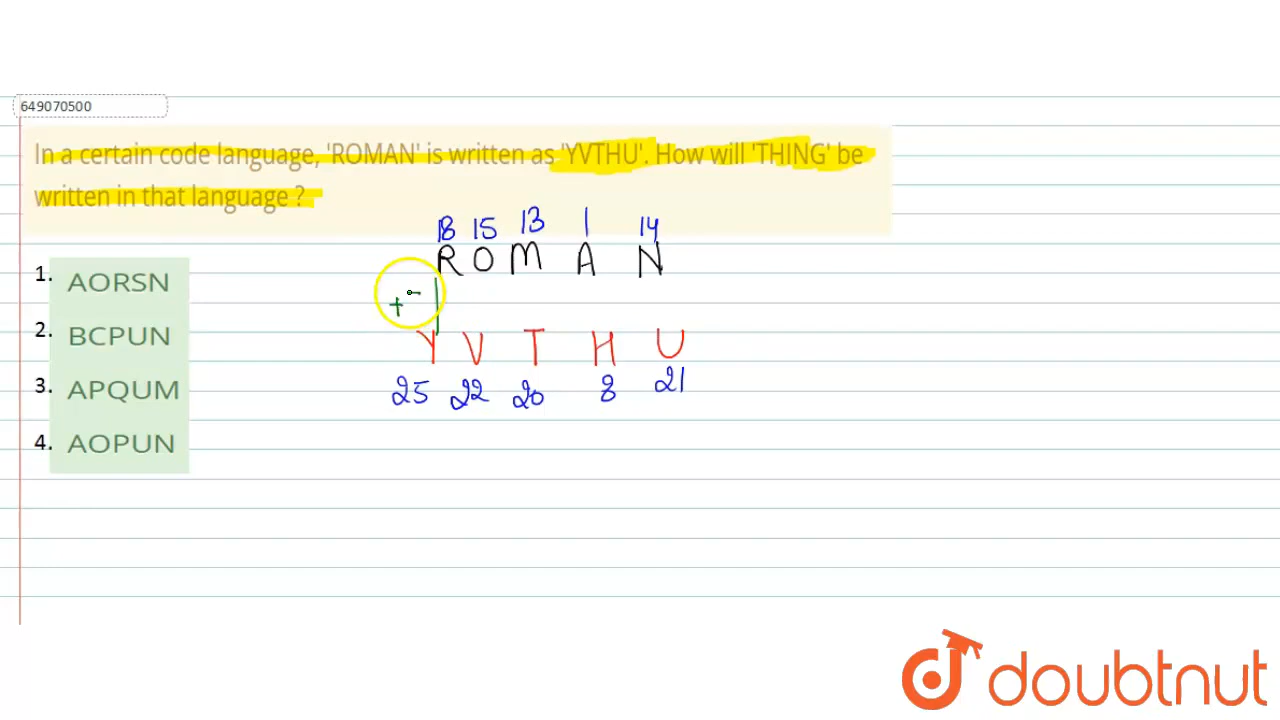 649070500
In a certain code language, 'ROMAN' is written as 'YVTHU'. How will 'THING' be
written in that language ?
18 15 13 1 14
R O M A N
+
Y V T H U
25 22 20 8 21
1. AORSN
2. BCPUN
3. APQUM
4. AOPUN
doubtnut